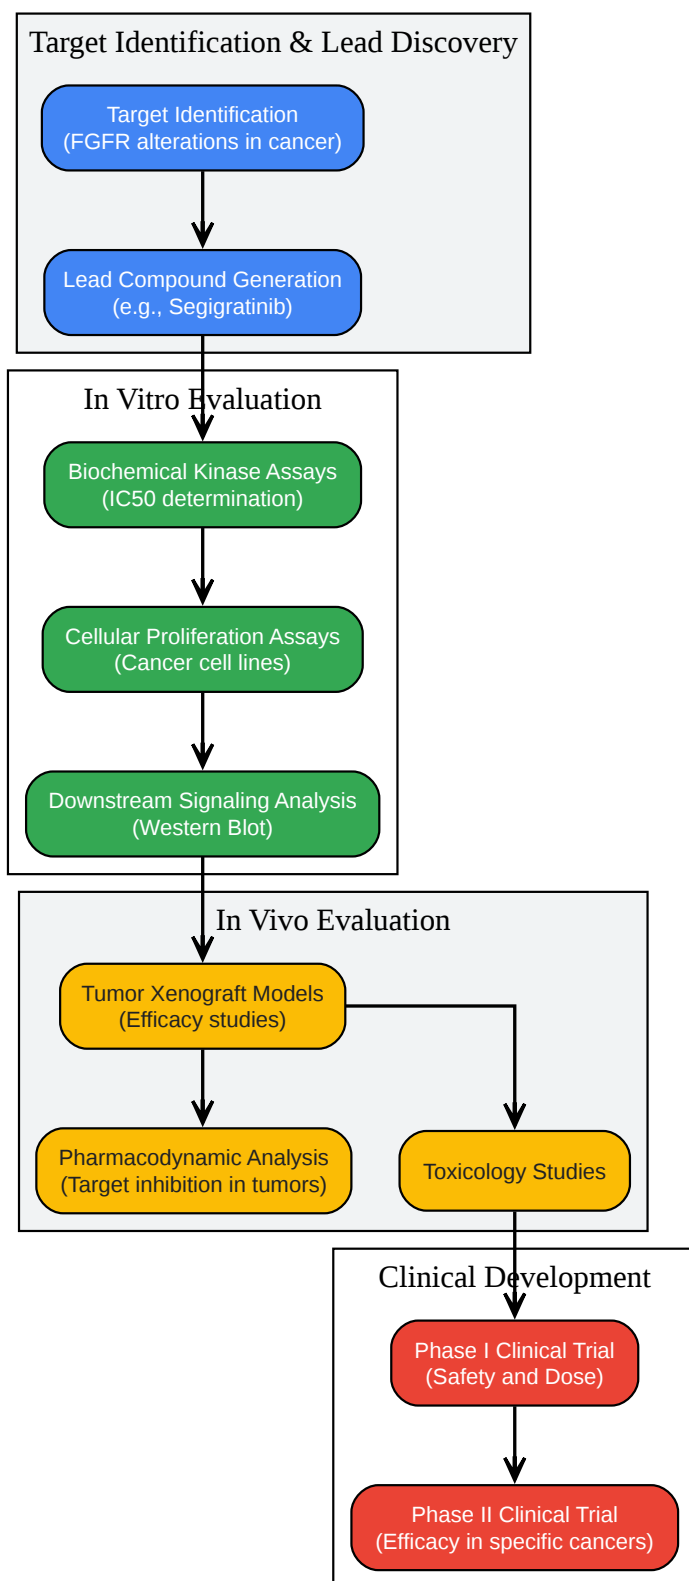 Target Identification & Lead Discovery
Target Identification
(FGFR alterations in cancer)
Lead Compound Generation
(e.g., Segigratinib)
In Vitro Evaluation
Biochemical Kinase Assays
(IC50 determination)
Cellular Proliferation Assays
(Cancer cell lines)
Downstream Signaling Analysis
(Western Blot)
In Vivo Evaluation
Tumor Xenograft Models
(Efficacy studies)
Pharmacodynamic Analysis
(Target inhibition in tumors)
Toxicology Studies
Clinical Development
Phase I Clinical Trial
(Safety and Dose)
Phase II Clinical Trial
(Efficacy in specific cancers)